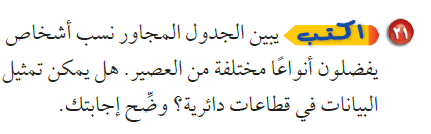 ٢١ اكتب يبين الجدول المجاور نسب أشخاص
يفضلون أنواعًا مختلفة من العصير. هل يمكن تمثيل
البيانات في قطاعات دائرية؟ وضِّح إجابتك.